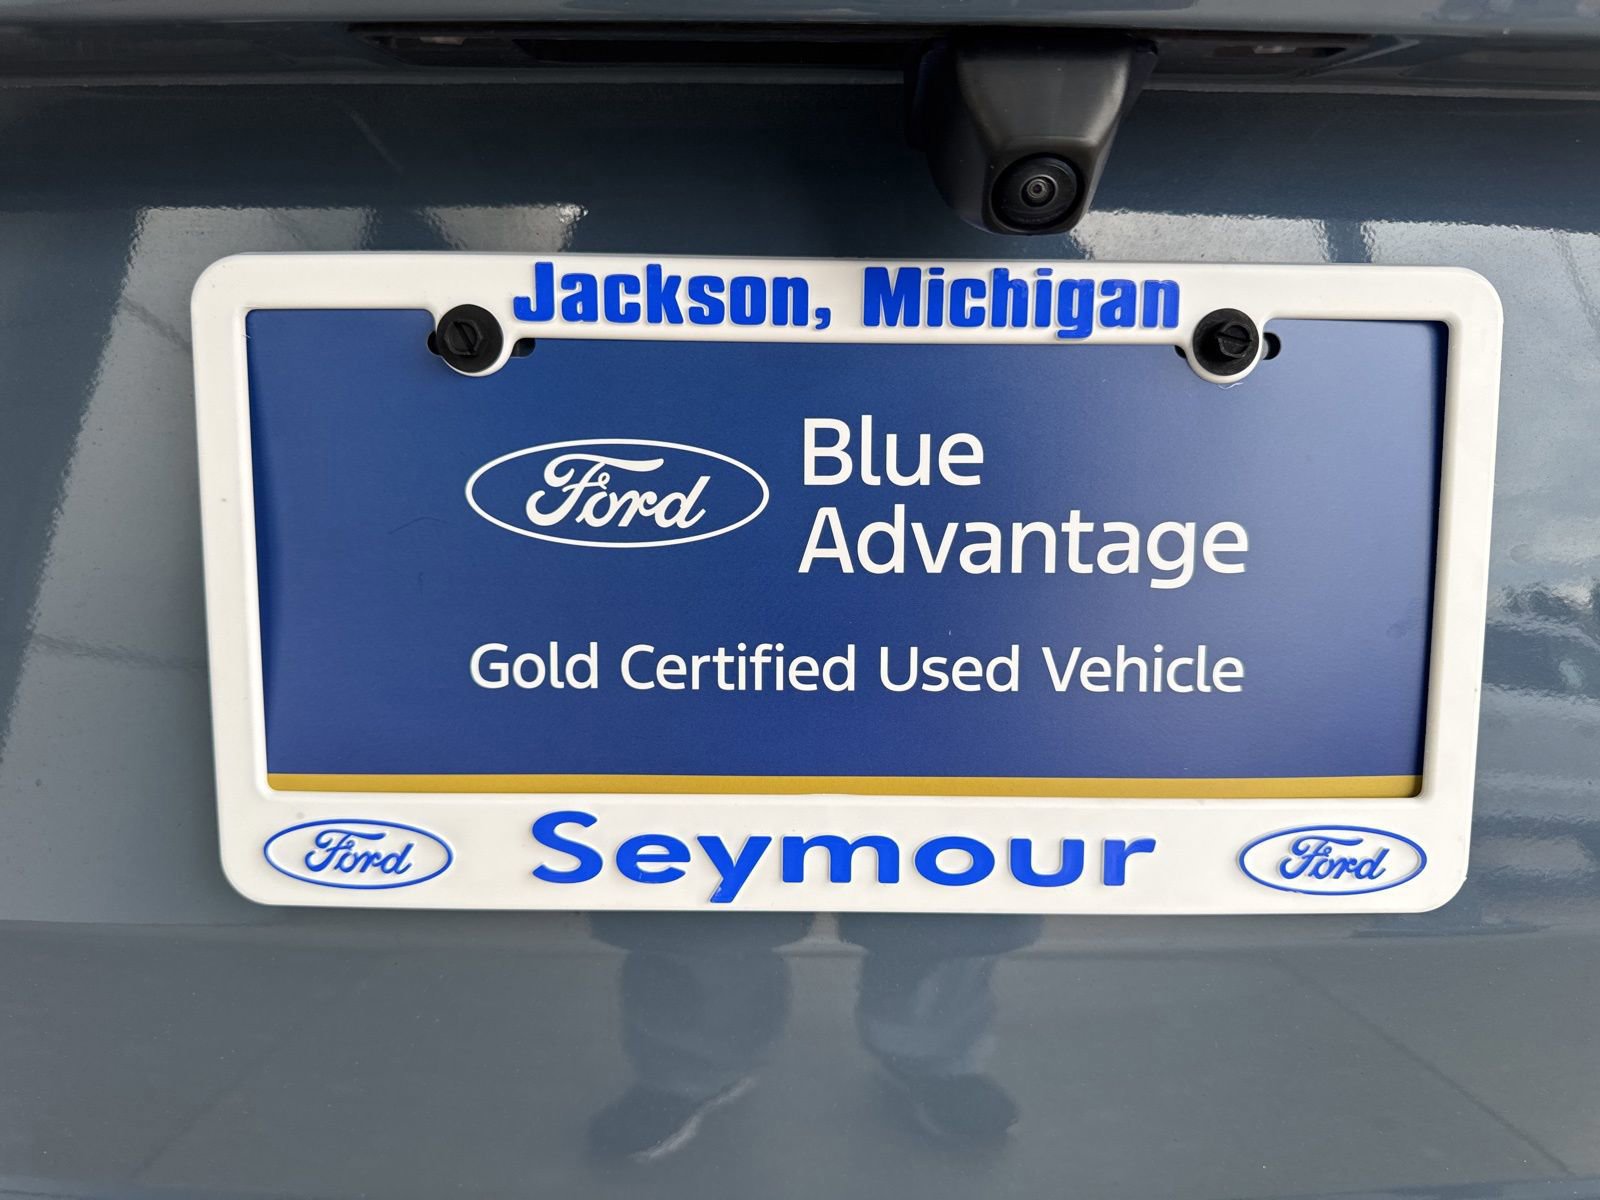 Jackson, Michigan
Ford
Blue
Advantage
Gold Certified Used Vehicle
Ford
Seymour
Ford